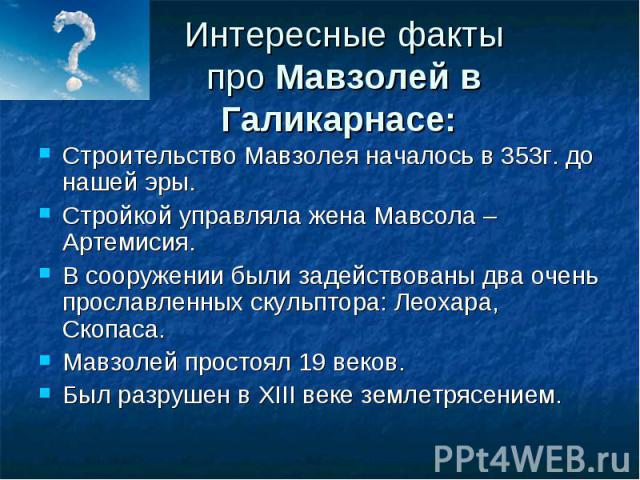 Интересные факты
про Мавзолей в
Галикарнасе:
Строительство Мавзолея началось в 353г. до
нашей эры.
Стройкой управляла жена Мавсола –
Артемисия.
В сооружении были задействованы два очень
прославленных скульптора: Леохара,
Скопаса.
Мавзолей простоял 19 веков.
Был разрушен в XIII веке землетрясением.
PPt4WEB.ru